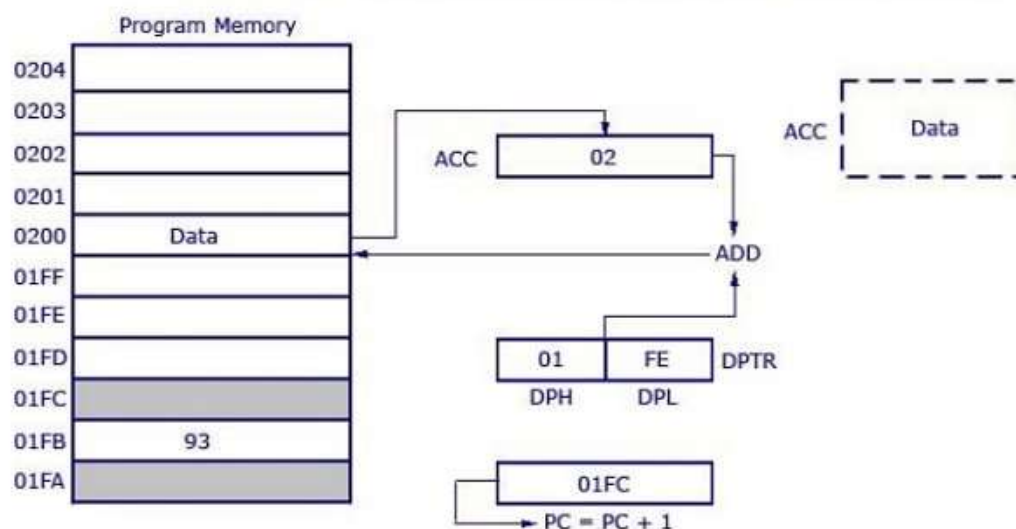 Program Memory
0204
0203
0202
0201
0200 Data
01FF
01FE
01FD
01FC
01FB 93
01FA
ACC 02
ADD
01 FE DPTR
DPH DPL
01FC
PC = PC + 1
ACC Data